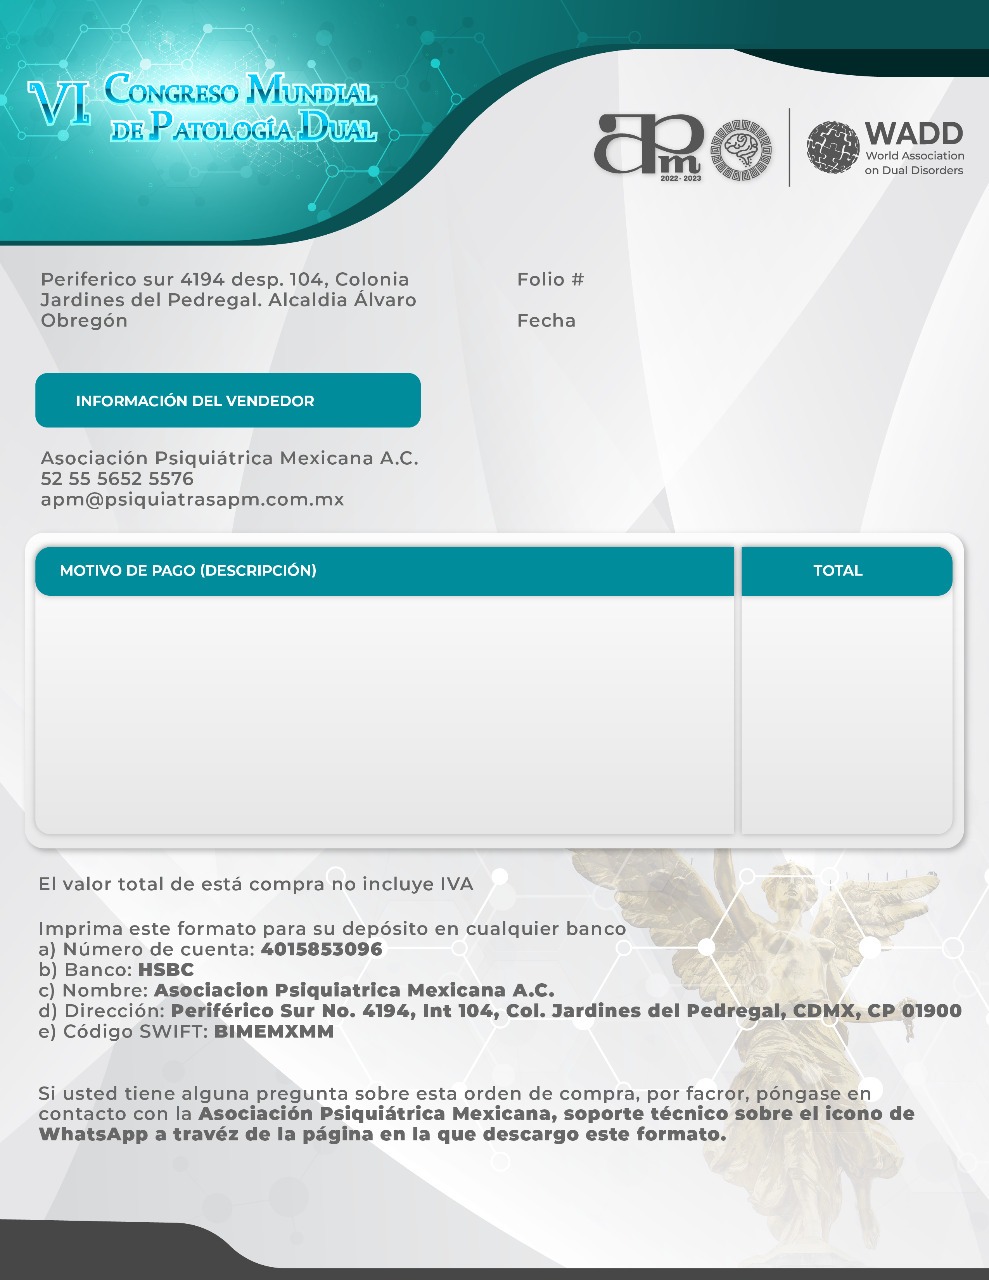 VI CONGRESO MUNDIAL
DE PATOLOGÍA DUAL
apm
2022-2023
WADD
World Association
on Dual Disorders
Periferico sur 4194 desp. 104, Colonia
Jardines del Pedregal. Alcaldia Álvaro
Obregón
Folio #
Fecha
INFORMACIÓN DEL VENDEDOR
Asociación Psiquiátrica Mexicana A.C.
52 55 5652 5576
apm@psiquiatrasapm.com.mx
MOTIVO DE PAGO (DESCRIPCIÓN)
TOTAL
El valor total de está compra no incluye IVA
Imprima este formato para su depósito en cualquier banco
a) Número de cuenta: 4015853096
b) Banco: HSBC
c) Nombre: Asociacion Psiquiatrica Mexicana A.C.
d) Dirección: Periférico Sur No. 4194, Int 104, Col. Jardines del Pedregal, CDMX, CP 01900
e) Código SWIFT: BIMEMXMM
Si usted tiene alguna pregunta sobre esta orden de compra, por facror, póngase en
contacto con la Asociación Psiquiátrica Mexicana, soporte técnico sobre el icono de
WhatsApp a travéz de la página en la que descargo este formato.